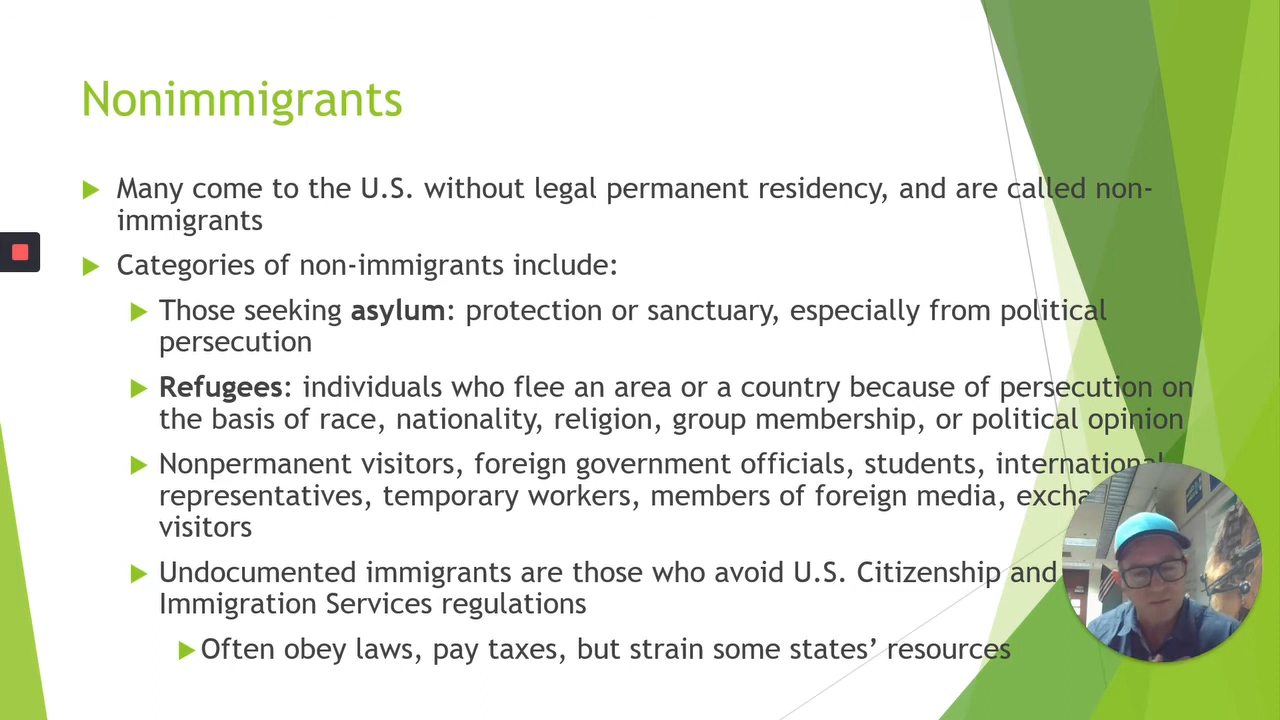 Nonimmigrants
Many come to the U.S. without legal permanent residency, and are called non-
immigrants
Categories of non-immigrants include:
Those seeking asylum: protection or sanctuary, especially from political
persecution
Refugees: individuals who flee an area or a country because of persecution on
the basis of race, nationality, religion, group membership, or political opinion
Nonpermanent visitors, foreign government officials, students, international
representatives, temporary workers, members of foreign media,
visitors
Undocumented immigrants are those who avoid U.S. Citizenship and
Immigration Services regulations
Often obey laws, pay taxes, but strain some states’ resources